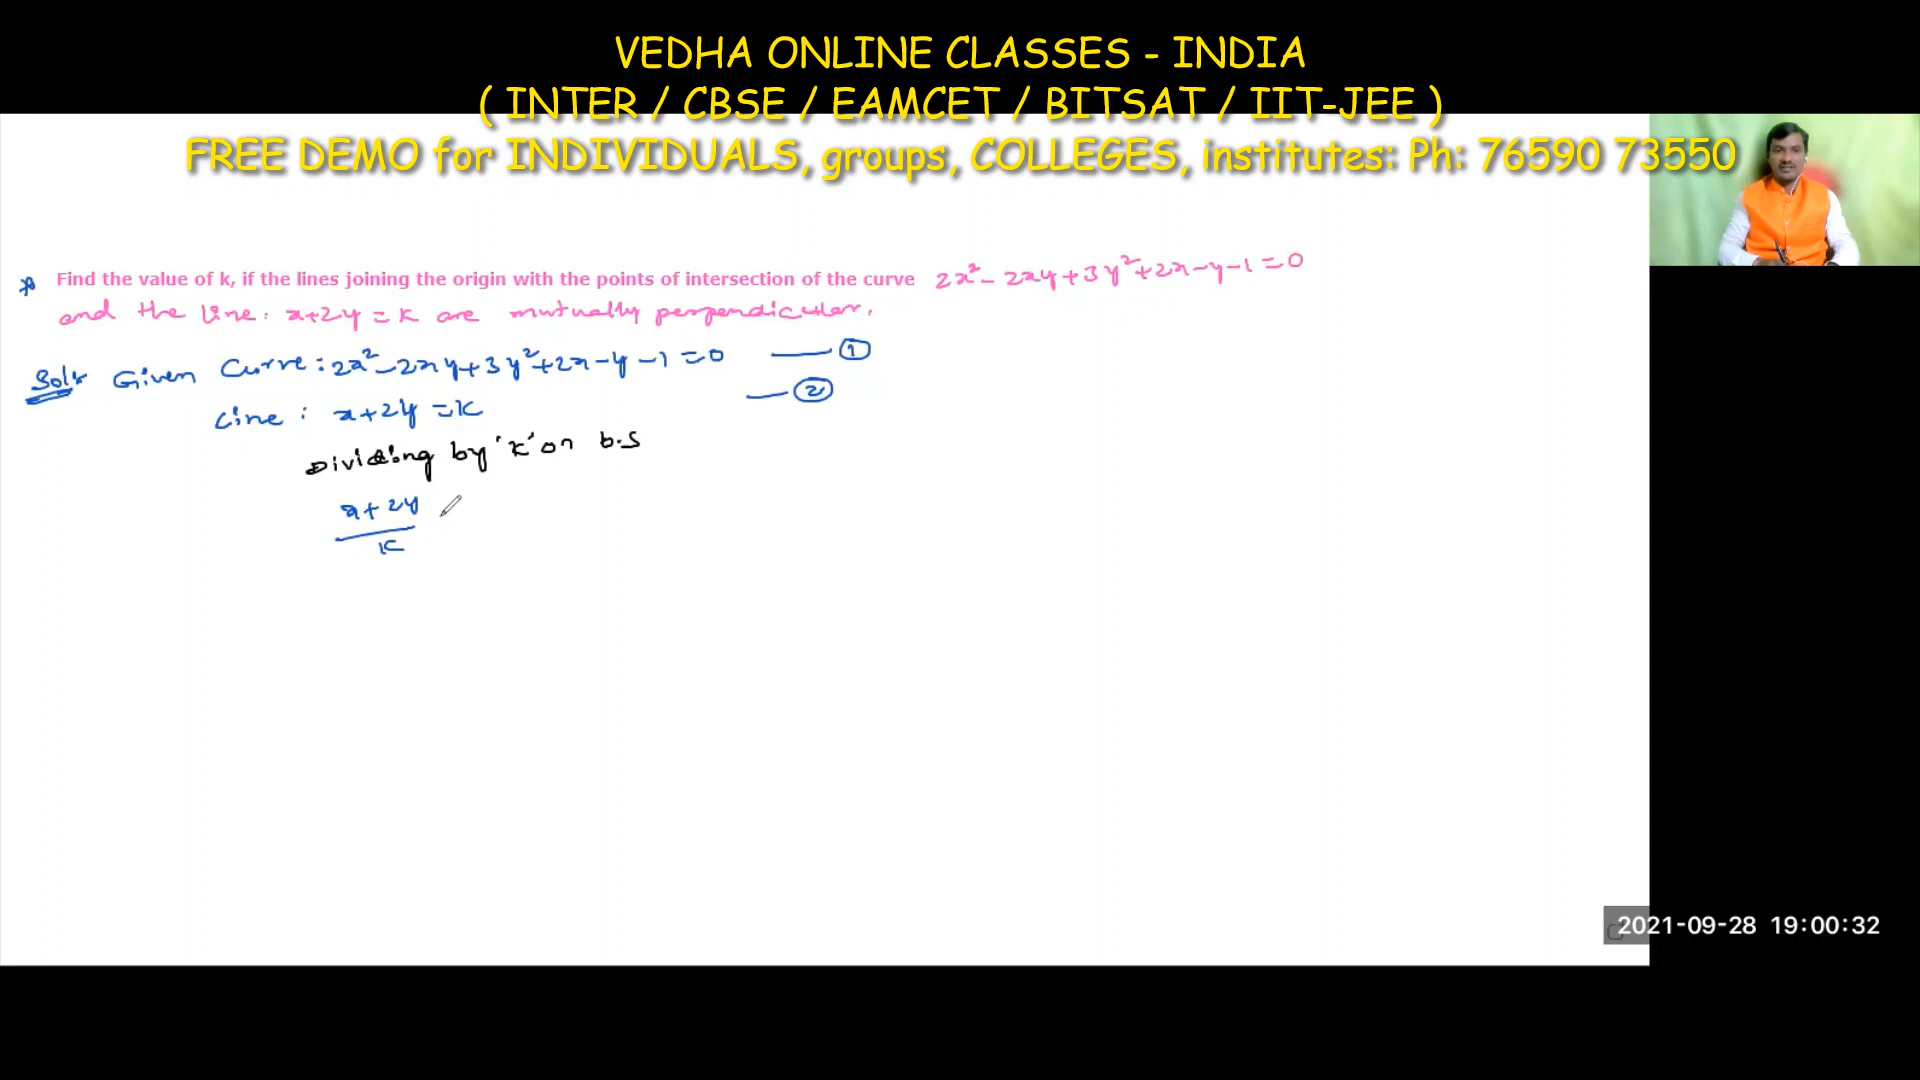 VEDHA ONLINE CLASSES - INDIA
( INTER / CBSE / EAMCET / BITSAT / IIT-JEE )
FREE DEMO for INDIVIDUALS, groups, COLLEGES, institutes: Ph: 76590 73550
Find the value of k, if the lines joining the origin with the points of intersection of the curve 2x²-2xy+3y²+2x-y-1=0
and the line: x+2y=k are mutually perpendicular.
Sol: Given Curve: 2x²-2xy+3y²+2x-y-1=0 —— ①
Line: x+2y=k —— ②
Dividing by 'k' on b.s
x+2y
k
2021-09-28 19:00:32